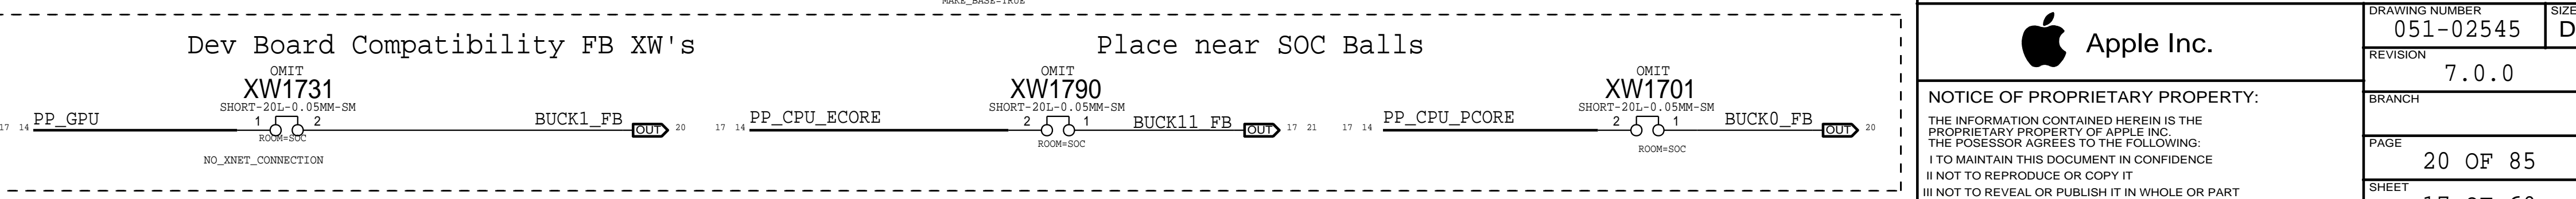 MAKE_BASE=TRUE
Dev Board Compatibility FB XW's
Place near SOC Balls
OMIT
XW1731
SHORT-20L-0.05MM-SM
17 14 PP_GPU
1 2
BUCK1_FB
OUT 20
ROOM=SOC
NO_XNET_CONNECTION
OMIT
XW1790
SHORT-20L-0.05MM-SM
17 14 PP_CPU_ECORE
2 1
BUCK11_FB
OUT 17 21
ROOM=SOC
OMIT
XW1701
SHORT-20L-0.05MM-SM
17 14 PP_CPU_PCORE
2 1
BUCK0_FB
OUT 20
ROOM=SOC
Apple Inc.
DRAWING NUMBER
051-02545
SIZE
D
REVISION
7.0.0
BRANCH
NOTICE OF PROPRIETARY PROPERTY:
THE INFORMATION CONTAINED HEREIN IS THE
PROPRIETARY PROPERTY OF APPLE INC.
THE POSESSOR AGREES TO THE FOLLOWING:
I TO MAINTAIN THIS DOCUMENT IN CONFIDENCE
II NOT TO REPRODUCE OR COPY IT
III NOT TO REVEAL OR PUBLISH IT IN WHOLE OR PART
PAGE
20 OF 85
SHEET